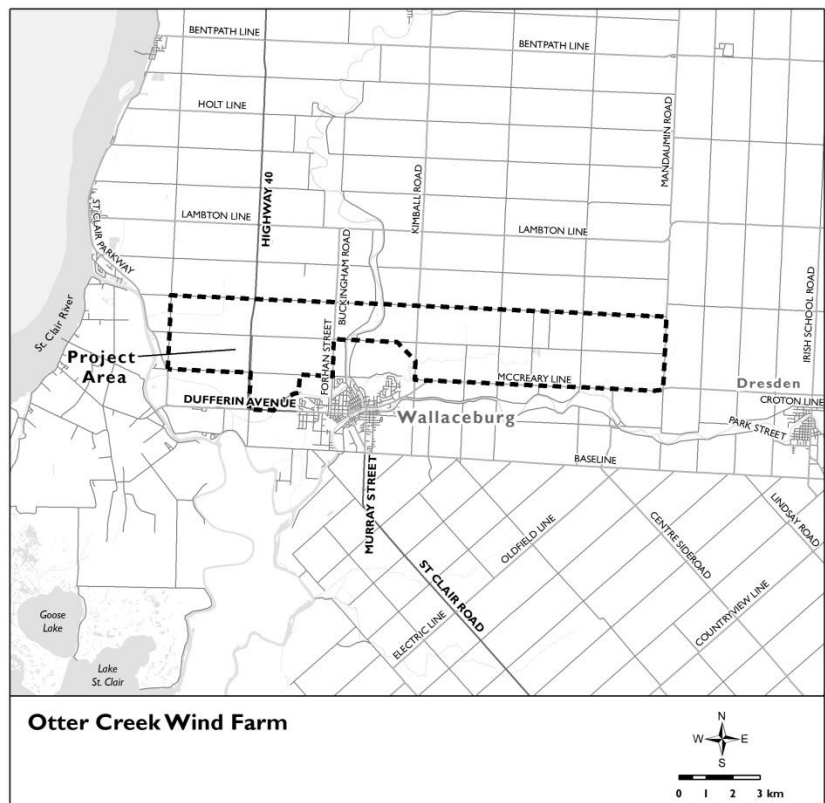 BENTPATH LINE
BENTPATH LINE
HOLT LINE
MANDAUMIN ROAD
KIMBALL ROAD
HIGHWAY 40
ST CLAIR PARKWAY
LAMBTON LINE
LAMBTON LINE
BUCKINGHAM ROAD
IRISH SCHOOL ROAD
St. Clair River
Project
Area
FORHAN STREET
MCCREARY LINE
Dresden
DUFFERIN AVENUE
CROTON LINE
Wallaceburg
PARK STREET
BASELINE
MURRAY STREET
LINDSAY ROAD
OLDFIELD LINE
CENTRE SIDEROAD
ST CLAIR ROAD
COUNTRYVIEW LINE
ELECTRIC LINE
Goose
Lake
Lake
St. Clair
Otter Creek Wind Farm
N
W E
S
0 1 2 3 km